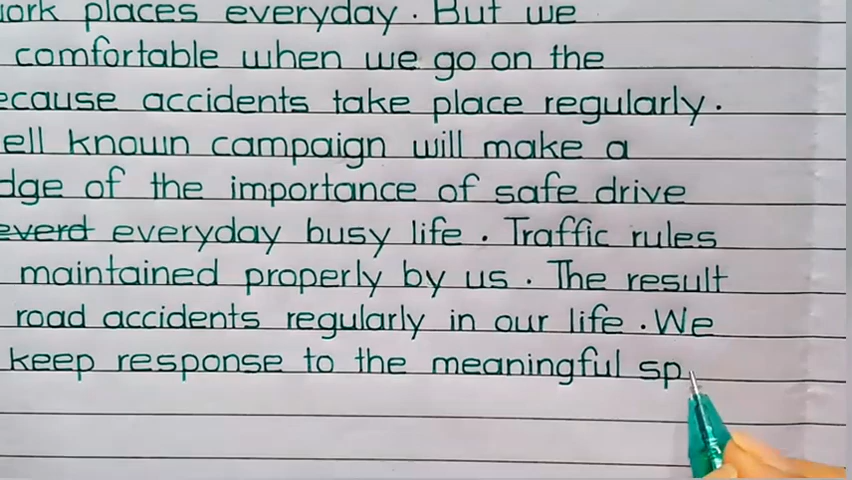 work places everyday. But we
comfortable when we go on the
ecause accidents take place regularly.
ell known campaign will make a
dge of the importance of safe drive
everd everyday busy life. Traffic rules
maintained properly by us. The result
road accidents regularly in our life. We
keep response to the meaningful sp